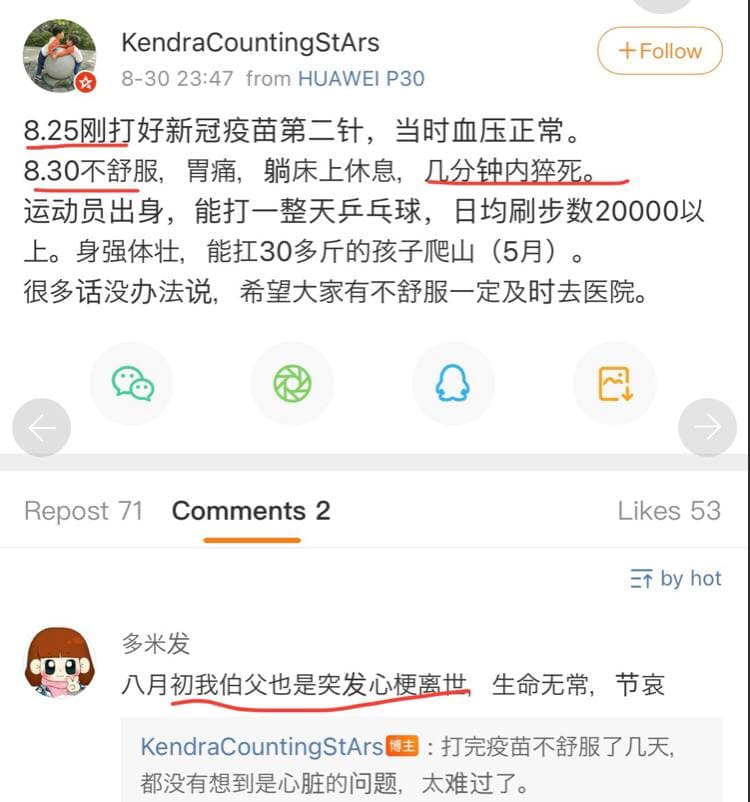 KendraCountingStArs
+Follow
8-30 23:47 from HUAWEI P30
8.25刚打好新冠疫苗第二针，当时血压正常。
8.30不舒服，胃痛，躺床上休息，几分钟内猝死。
运动员出身，能打一整天乒乓球，日均刷步数20000以
上。身强体壮，能扛30多斤的孩子爬山（5月）。
很多话没办法说，希望大家有不舒服一定及时去医院。
Repost 71 Comments 2 Likes 53
by hot
多米发
八月初我伯父也是突发心梗离世，生命无常，节哀
KendraCountingStArs 博主：打完疫苗不舒服了几天，
都没有想到是心脏的问题，太难过了。